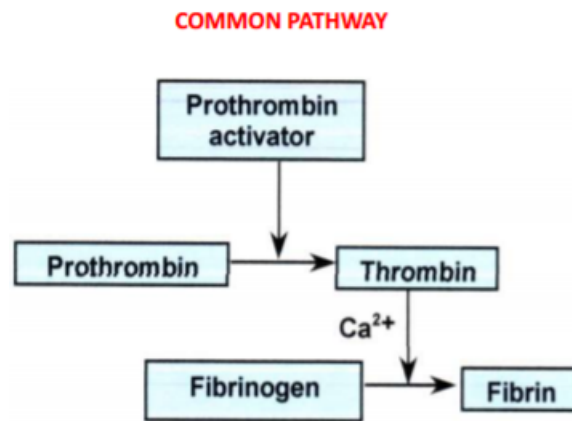 COMMON PATHWAY
Prothrombin
activator
Prothrombin
Thrombin
Ca²⁺
Fibrinogen
Fibrin